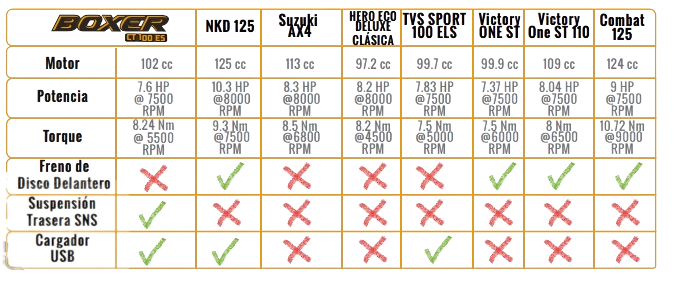 BOXER
CT 100 ES
NKD 125
Suzuki
AX4
HERO ECO
DELUXE
CLÁSICA
TVS SPORT
100 ELS
Victory
ONE ST
Victory
One ST 110
Combat
125
Motor
102 cc
125 cc
113 cc
97.2 cc
99.7 cc
99.9 cc
109 cc
124 cc
Potencia
7.6 HP
@ 7500
RPM
10.3 HP
@8000
RPM
8.3 HP
@8000
RPM
8.2 HP
@8000
RPM
7.83 HP
@7500
RPM
7.37 HP
@7500
RPM
8.04 HP
@7500
RPM
9 HP
@7500
RPM
Torque
8.24 Nm
@ 5500
RPM
9.3 Nm
@7500
RPM
8.5 Nm
@6800
RPM
8.2 Nm
@4500
RPM
7.5 Nm
@5000
RPM
7.5 Nm
@6000
RPM
8 Nm
@6500
RPM
10.72 Nm
@9000
RPM
Freno de
Disco Delantero
Suspensión
Trasera SNS
Cargador
USB